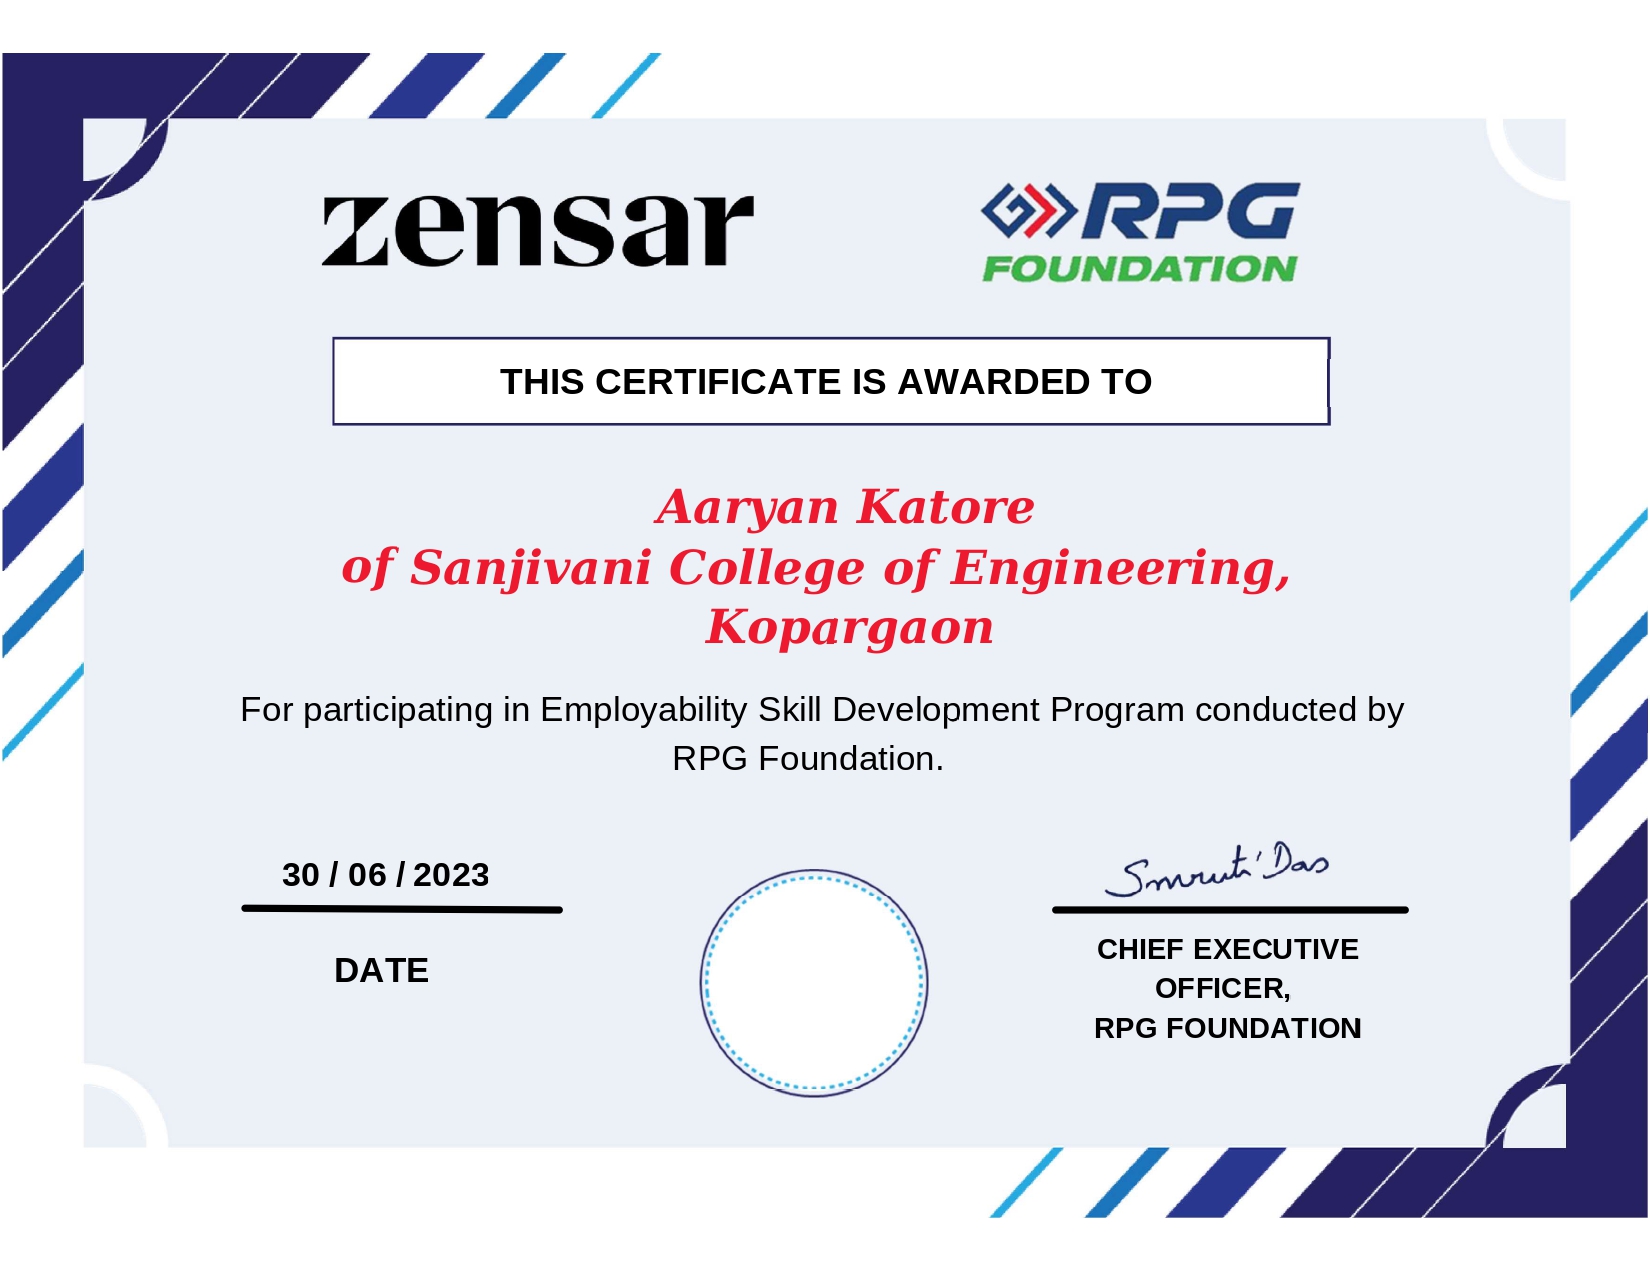 zensar
RPG
FOUNDATION
THIS CERTIFICATE IS AWARDED TO
Aaryan Katore
of Sanjivani College of Engineering,
Kopargaon
For participating in Employability Skill Development Program conducted by
RPG Foundation.
30 / 06 / 2023
DATE
Smruti Das
CHIEF EXECUTIVE
OFFICER,
RPG FOUNDATION